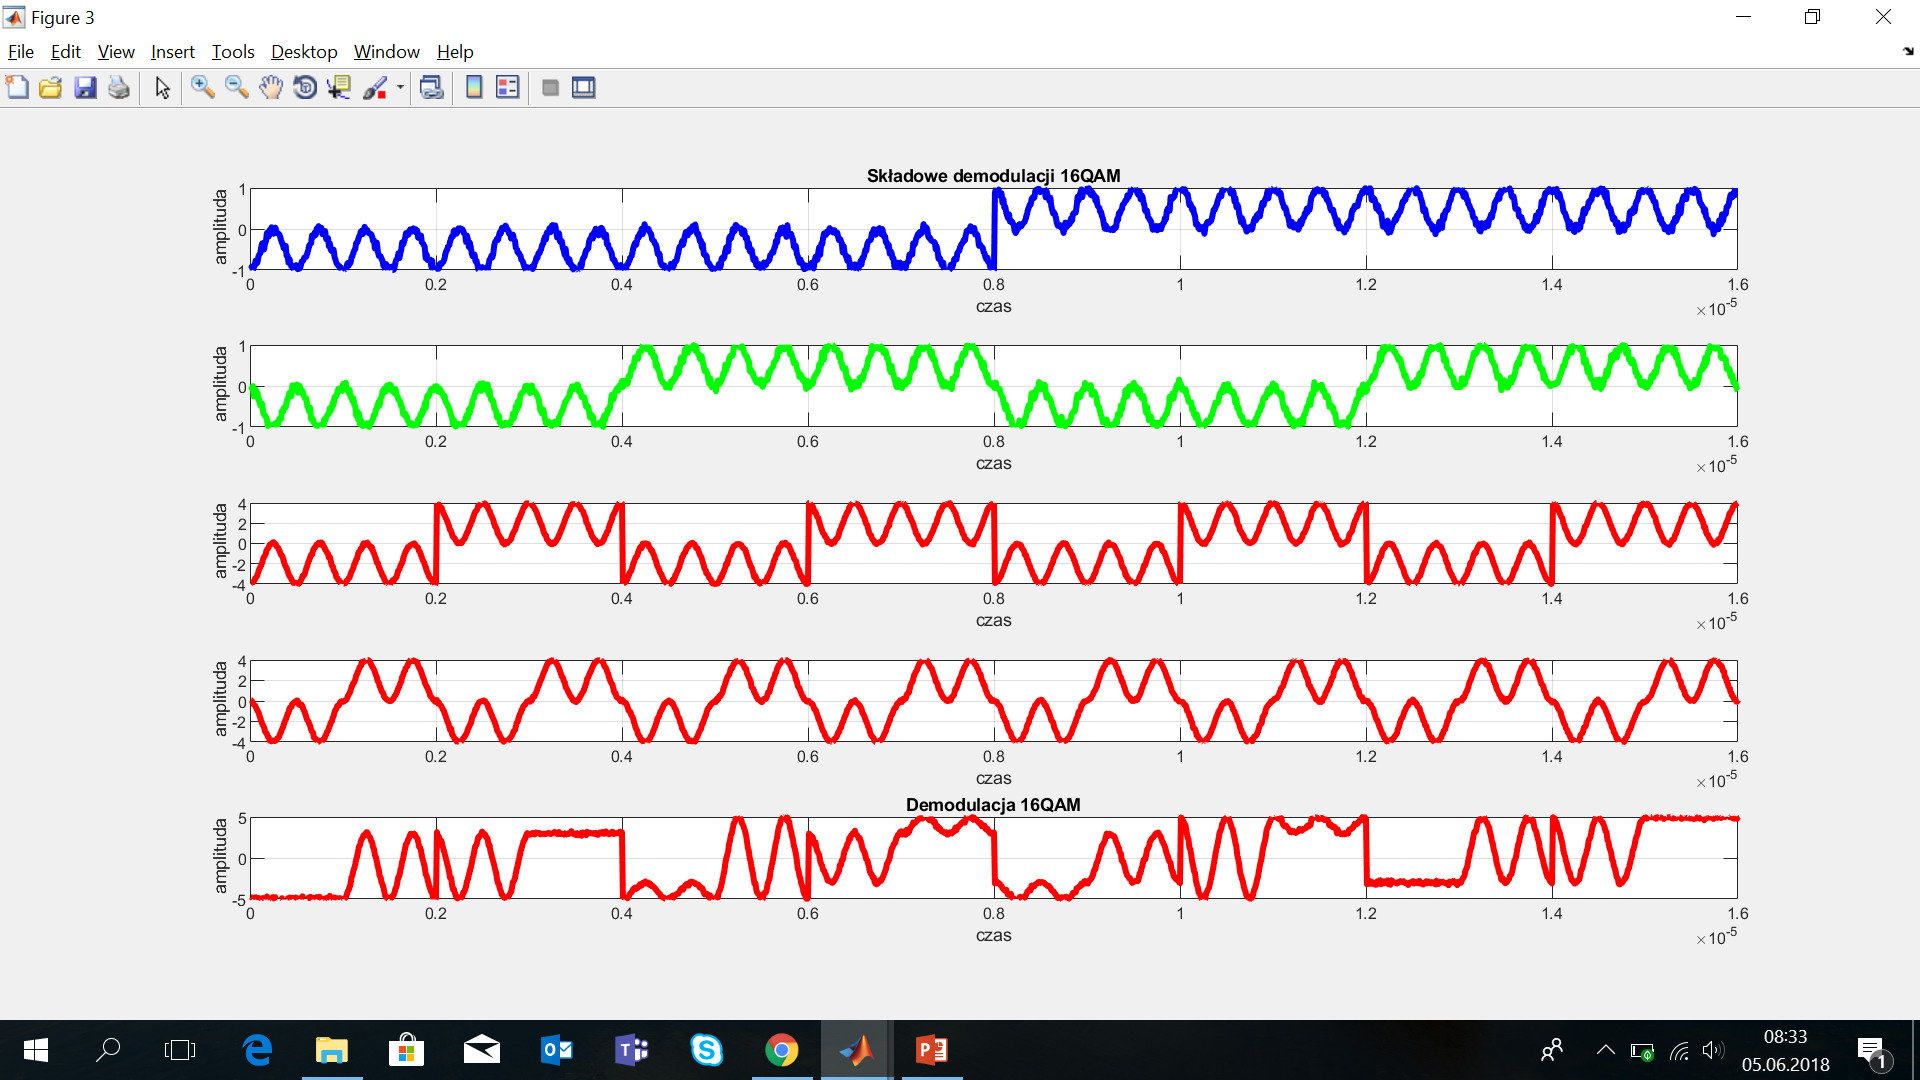 Figure 3
File Edit View Insert Tools Desktop Window Help
Składowe demodulacji 16QAM
amplituda
1
0
-1
0 0.2 0.4 0.6 0.8 1 1.2 1.4 1.6
czas
×10-5
amplituda
1
0
-1
0 0.2 0.4 0.6 0.8 1 1.2 1.4 1.6
czas
×10-5
amplituda
4
2
0
-2
-4
0 0.2 0.4 0.6 0.8 1 1.2 1.4 1.6
czas
×10-5
amplituda
4
2
0
-2
-4
0 0.2 0.4 0.6 0.8 1 1.2 1.4 1.6
czas
×10-5
Demodulacja 16QAM
amplituda
5
0
-5
0 0.2 0.4 0.6 0.8 1 1.2 1.4 1.6
czas
×10-5
08:33
05.06.2018
1